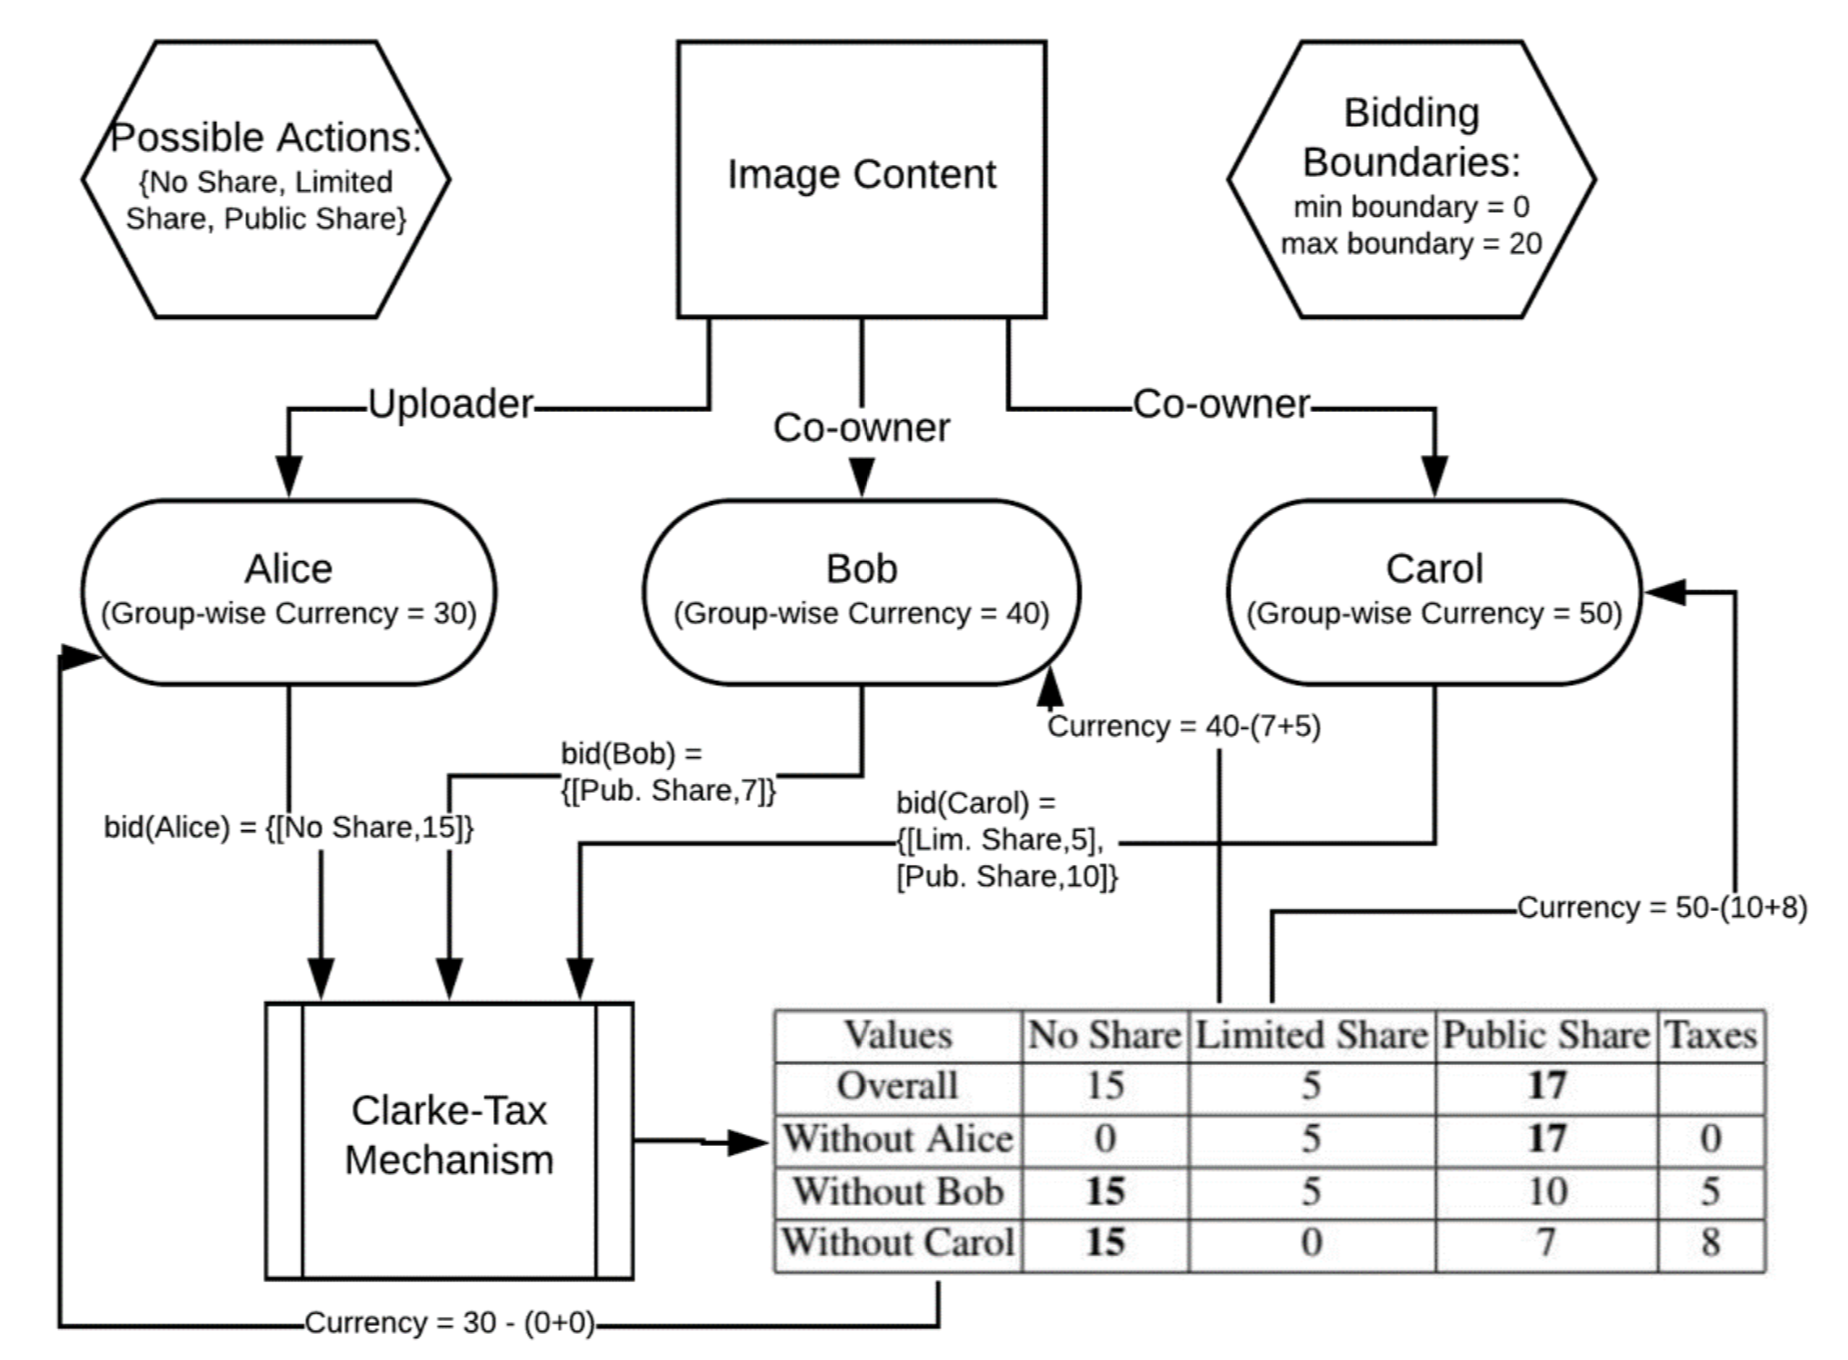 Possible Actions:
{No Share, Limited
Share, Public Share}
Image Content
Bidding
Boundaries:
min boundary = 0
max boundary = 20
Uploader
Co-owner
Co-owner
Alice
(Group-wise Currency = 30)
Bob
(Group-wise Currency = 40)
Carol
(Group-wise Currency = 50)
Currency = 40-(7+5)
bid(Bob) =
{[Pub. Share,7]}
bid(Alice) = {[No Share,15]}
bid(Carol) =
{[Lim. Share,5],
[Pub. Share,10]}
Currency = 50-(10+8)
Clarke-Tax
Mechanism
Values No Share Limited Share Public Share Taxes
Overall 15 5 17
Without Alice 0 5 17 0
Without Bob 15 5 10 5
Without Carol 15 0 7 8
Currency = 30 - (0+0)